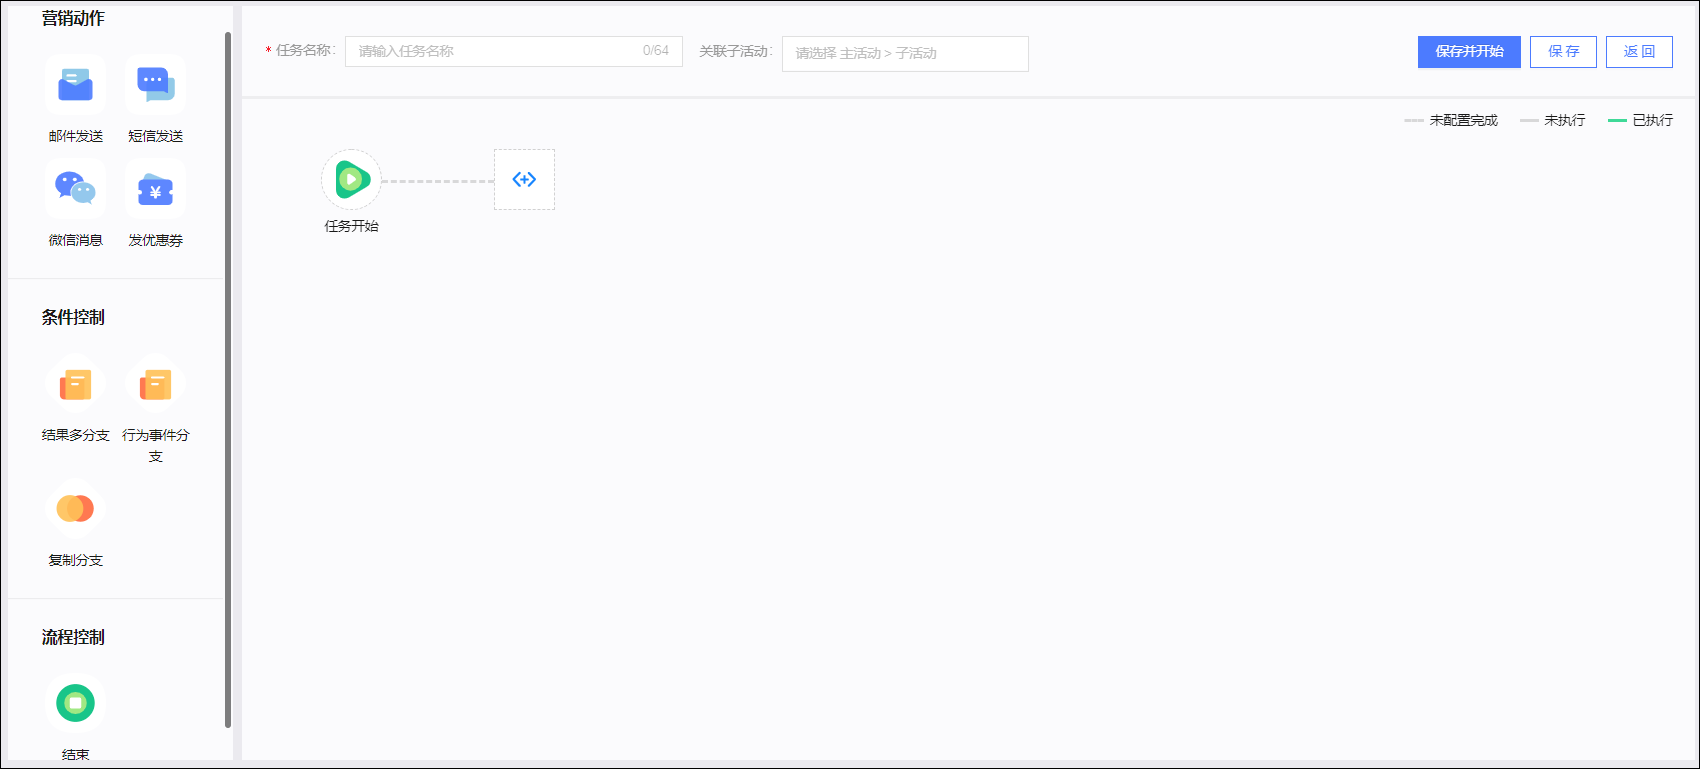 营销动作
邮件发送
短信发送
微信消息
¥
发优惠券
条件控制
结果多分支
行为事件分
支
复制分支
流程控制
结束
* 任务名称:
请输入任务名称
0/64
关联子活动:
请选择 主活动 > 子活动
保存并开始
保 存
返 回
未配置完成
未执行
已执行
任务开始